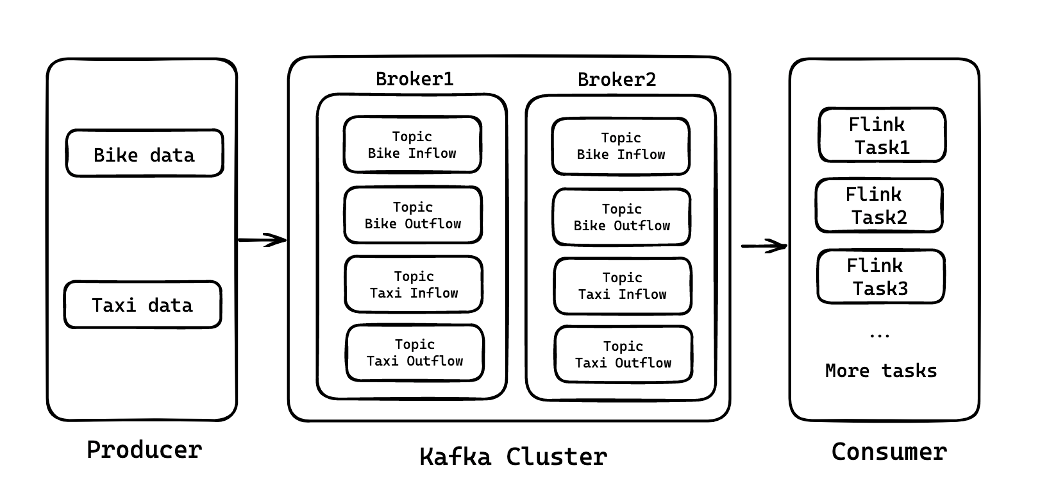 Bike data
Taxi data
Producer
Broker1
Topic
Bike Inflow
Topic
Bike Outflow
Topic
Taxi Inflow
Topic
Taxi Outflow
Broker2
Topic
Bike Inflow
Topic
Bike Outflow
Topic
Taxi Inflow
Topic
Taxi Outflow
Kafka Cluster
Flink
Task1
Flink
Task2
Flink
Task3
...
More tasks
Consumer